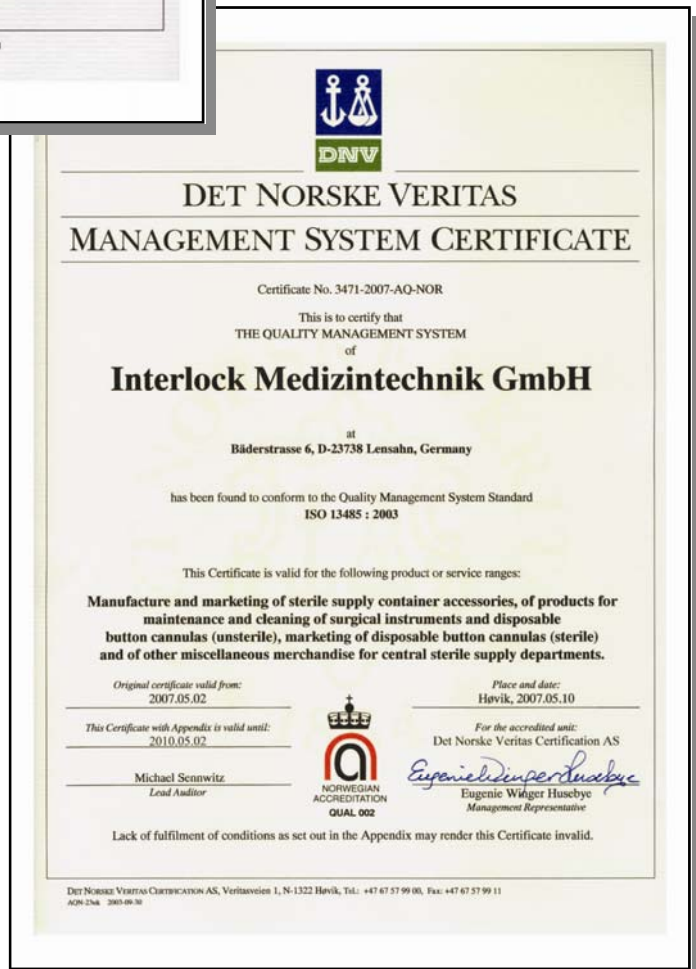 DNV
DET NORSKE VERITAS
MANAGEMENT SYSTEM CERTIFICATE
Certificate No. 3471-2007-AQ-NOR
This is to certify that
THE QUALITY MANAGEMENT SYSTEM
of
Interlock Medizintechnik GmbH
at
Bäderstrasse 6, D-23738 Lensahn, Germany
has been found to conform to the Quality Management System Standard
ISO 13485 : 2003
This Certificate is valid for the following product or service ranges:
Manufacture and marketing of sterile supply container accessories, of products for
maintenance and cleaning of surgical instruments and disposable
button cannulas (unsterile), marketing of disposable button cannulas (sterile)
and of other miscellaneous merchandise for central sterile supply departments.
Original certificate valid from:
2007.05.02
This Certificate with Appendix is valid until:
2010.05.02
Michael Sennwitz
Lead Auditor
NORWEGIAN
ACCREDITATION
QUAL 002
Place and date:
Høvik, 2007.05.10
For the accredited unit:
Det Norske Veritas Certification AS
Eugenie Winger Husebye
Eugenie Winger Husebye
Management Representative
Lack of fulfilment of conditions as set out in the Appendix may render this Certificate invalid.
DET NORSKE VERITAS CERTIFICATION AS, Veritasveien 1, N-1322 Høvik, Tel.: +47 67 57 99 00, Fax: +47 67 57 99 11